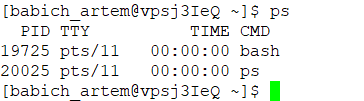 [babich_artem@vpsj3IeQ ~]$ ps
  PID TTY          TIME CMD
19725 pts/11   00:00:00 bash
20025 pts/11   00:00:00 ps
[babich_artem@vpsj3IeQ ~]$